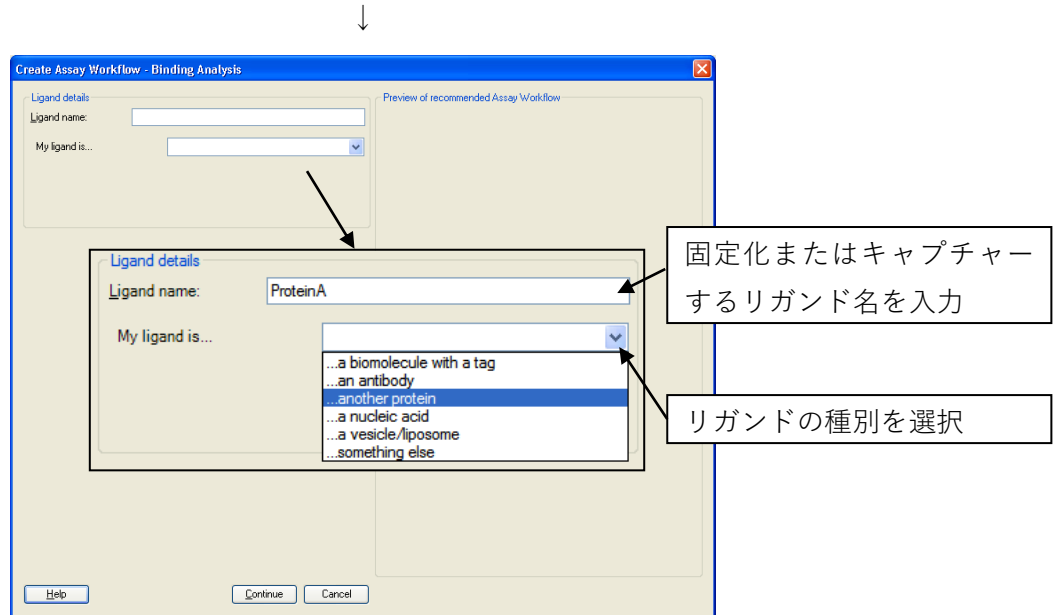 ↓
Create Assay Workflow - Binding Analysis
Ligand details
Ligand name:
My ligand is...
Preview of recommended Assay Workflow
Ligand details
Ligand name: ProteinA
My ligand is...
...a biomolecule with a tag
...an antibody
...another protein
...a nucleic acid
...a vesicle/liposome
...something else
固定化またはキャプチャー
するリガンド名を入力
リガンドの種別を選択
Help
Continue
Cancel